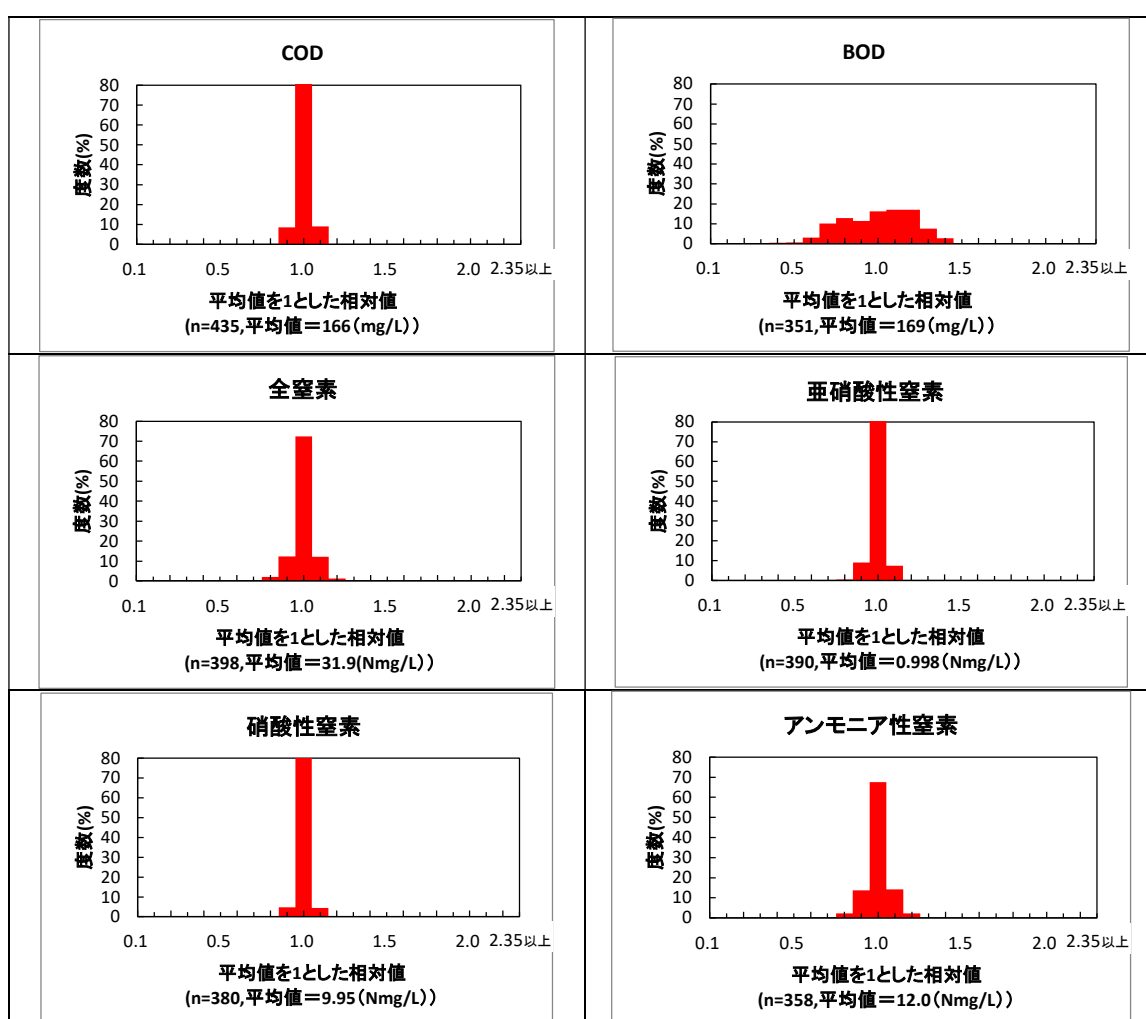 COD
度数(%)
80
70
60
50
40
30
20
10
0
0.1 0.5 1.0 1.5 2.0 2.35以上
平均値を1とした相対値
(n=435,平均値＝166(mg/L))
BOD
度数(%)
80
70
60
50
40
30
20
10
0
0.1 0.5 1.0 1.5 2.0 2.35以上
平均値を1とした相対値
(n=351,平均値＝169(mg/L))
全窒素
度数(%)
80
70
60
50
40
30
20
10
0
0.1 0.5 1.0 1.5 2.0 2.35以上
平均値を1とした相対値
(n=398,平均値＝31.9(Nmg/L))
亜硝酸性窒素
度数(%)
80
70
60
50
40
30
20
10
0
0.1 0.5 1.0 1.5 2.0 2.35以上
平均値を1とした相対値
(n=390,平均値＝0.998(Nmg/L))
硝酸性窒素
度数(%)
80
70
60
50
40
30
20
10
0
0.1 0.5 1.0 1.5 2.0 2.35以上
平均値を1とした相対値
(n=380,平均値＝9.95(Nmg/L))
アンモニア性窒素
度数(%)
80
70
60
50
40
30
20
10
0
0.1 0.5 1.0 1.5 2.0 2.35以上
平均値を1とした相対値
(n=358,平均値＝12.0(Nmg/L))